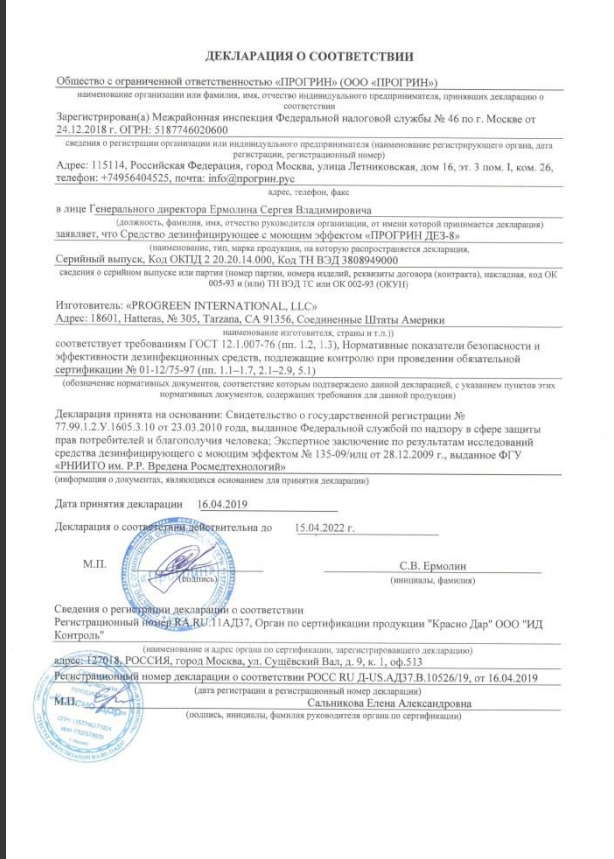 ДЕКЛАРАЦИЯ О СООТВЕТСТВИИ
Общество с ограниченной ответственностью «ПРОГРИН» (ООО «ПРОГРИН»)
наименование организации или фамилия, имя, отчество индивидуального предпринимателя, принявших декларацию о
соответствии
Зарегистрирован(а) Межрайонная инспекция Федеральной налоговой службы № 46 по г. Москве от
24.12.2018 г. ОГРН: 5187746020600
сведения о регистрации организации или индивидуального предпринимателя (наименование регистрирующего органа, дата
регистрации, регистрационный номер)
Адрес: 115114, Российская Федерация, город Москва, улица Летниковская, дом 16, эт. 3 пом. I, ком. 26,
телефон: +74956404525, почта: info@прогрин.рус
адрес, телефон, факс
в лице Генерального директора Ермолина Сергея Владимировича
(должность, фамилия, имя, отчество руководителя организации, от имени которой принимается декларация)
заявляет, что Средство дезинфицирующее с моющим эффектом «ПРОГРИН ДЕЗ-8»
(наименование, тип, марка продукции, на которую распространяется декларация,
Серийный выпуск, Код ОКПД 2 20.20.14.000, Код ТН ВЭД 3808949000
сведения о серийном выпуске или партии (номер партии, номера изделий, реквизиты договора (контракта), накладная, код ОК
005-93 и (или) ТН ВЭД ТС или ОК 002-93 (ОКУН)
Изготовитель: «PROGREEN INTERNATIONAL, LLC»
Адрес: 18601, Hatteras, № 305, Tarzana, CA 91356, Соединенные Штаты Америки
наименование изготовителя, страны и т.п.))
соответствует требованиям ГОСТ 12.1.007-76 (пп. 1.2, 1.3), Нормативные показатели безопасности и
эффективности дезинфекционных средств, подлежащие контролю при проведении обязательной
сертификации № 01-12/75-97 (пп. 1.1–1.7, 2.1–2.9, 5.1)
(обозначение нормативных документов, соответствие которым подтверждено данной декларацией, с указанием пунктов этих
нормативных документов, содержащих требования для данной продукции)
Декларация принята на основании: Свидетельство о государственной регистрации №
77.99.1.2.У.1605.3.10 от 23.03.2010 года, выданное Федеральной службой по надзору в сфере защиты
прав потребителей и благополучия человека; Экспертное заключение по результатам исследований
средства дезинфицирующего с моющим эффектом № 135-09/илц от 28.12.2009 г., выданное ФГУ
«РНИИТО им. Р.Р. Вредена Росмедтехнологий»
(информация о документах, являющихся основанием для принятия декларации)
Дата принятия декларации 16.04.2019
Декларация о соответствии действительна до 15.04.2022 г.
М.П. С.В. Ермолин
(подпись) (инициалы, фамилия)
Сведения о регистрации декларации о соответствии
Регистрационный номер RA.RU.11АД37, Орган по сертификации продукции "Красно Дар" ООО "ИД
Контроль"
(наименование и адрес органа по сертификации, зарегистрировавшего декларацию)
адрес: 127018, РОССИЯ, город Москва, ул. Сущёвский Вал, д. 9, к. 1, оф.513
Регистрационный номер декларации о соответствии РОСС RU Д-US.АД37.В.10526/19, от 16.04.2019
(дата регистрации и регистрационный номер декларации)
М.П. Сальникова Елена Александровна
(подпись, инициалы, фамилия руководителя органа по сертификации)